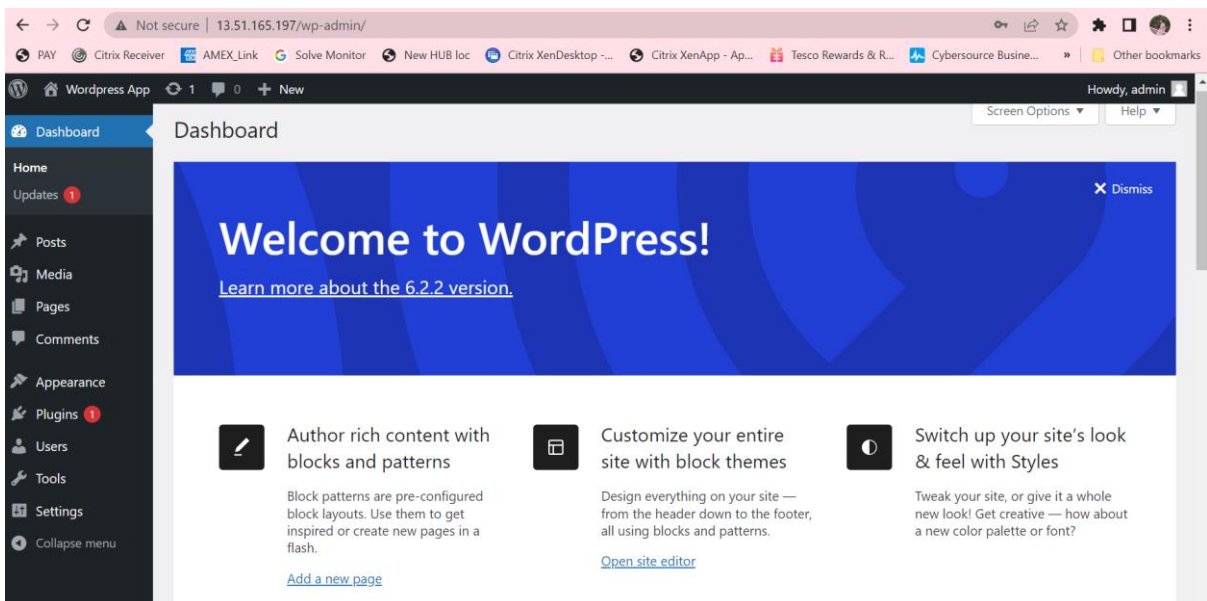 Not secure | 13.51.165.197/wp-admin/
PAY Citrix Receiver AMEX_Link Solve Monitor New HUB loc Citrix XenDesktop -... Citrix XenApp - Ap... Tesco Rewards & R... Cybersource Busine... » Other bookmarks
Wordpress App 1 0 + New Howdy, admin
Screen Options ▼ Help ▼
Dashboard
Home
Updates 1
Posts
Media
Pages
Comments
Appearance
Plugins 1
Users
Tools
Settings
Collapse menu
Dashboard
Dismiss
Welcome to WordPress!
Learn more about the 6.2.2 version.
Author rich content with
blocks and patterns
Block patterns are pre-configured
block layouts. Use them to get
inspired or create new pages in a
flash.
Add a new page
Customize your entire
site with block themes
Design everything on your site —
from the header down to the footer,
all using blocks and patterns.
Open site editor
Switch up your site's look
& feel with Styles
Tweak your site, or give it a whole
new look! Get creative — how about
a new color palette or font?